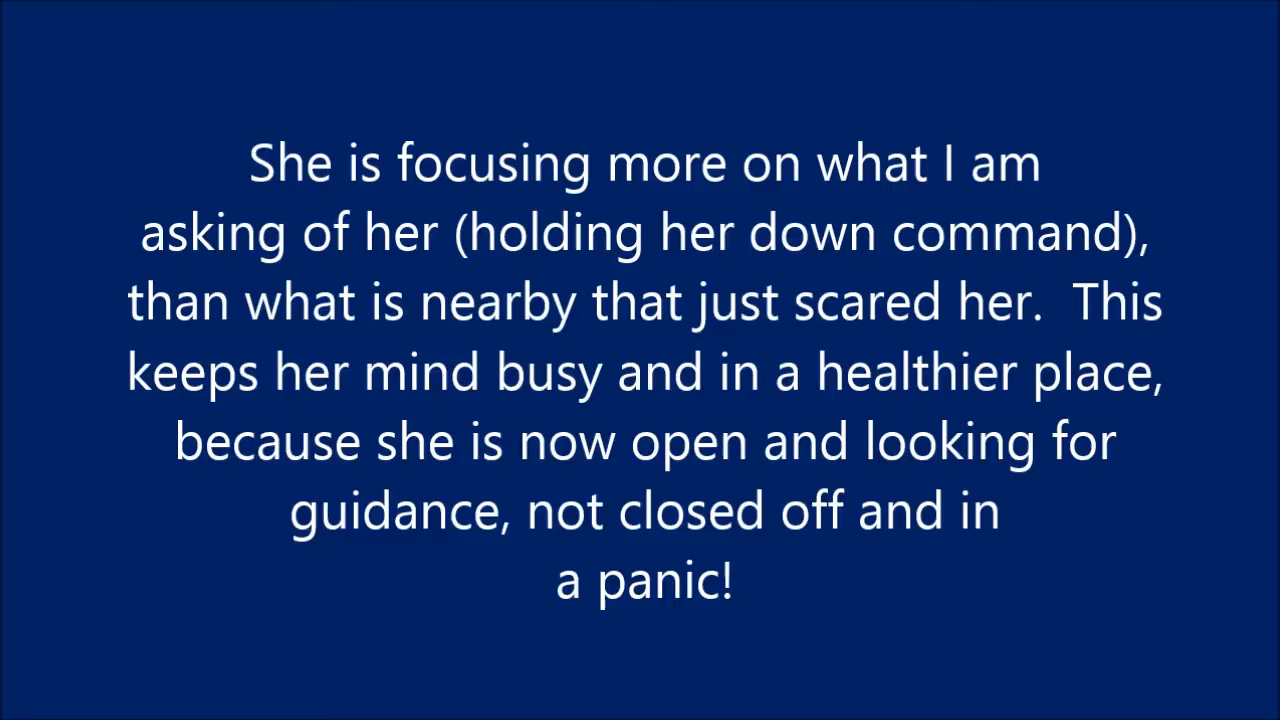 She is focusing more on what I am
asking of her (holding her down command),
than what is nearby that just scared her.  This
keeps her mind busy and in a healthier place,
because she is now open and looking for
guidance, not closed off and in
a panic!